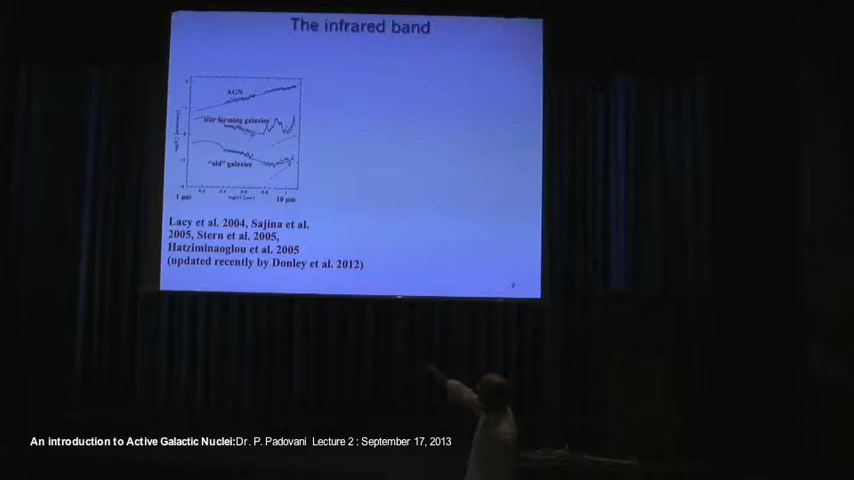 The infrared band
AGN
star forming galaxies
"old" galaxies
1 μm
10 μm
Lacy et al. 2004, Sajina et al.
2005, Stern et al. 2005,
Hatziminaoglou et al. 2005
(updated recently by Donley et al. 2012)
An introduction to Active Galactic Nuclei:Dr. P. Padovani Lecture 2 : September 17, 2013